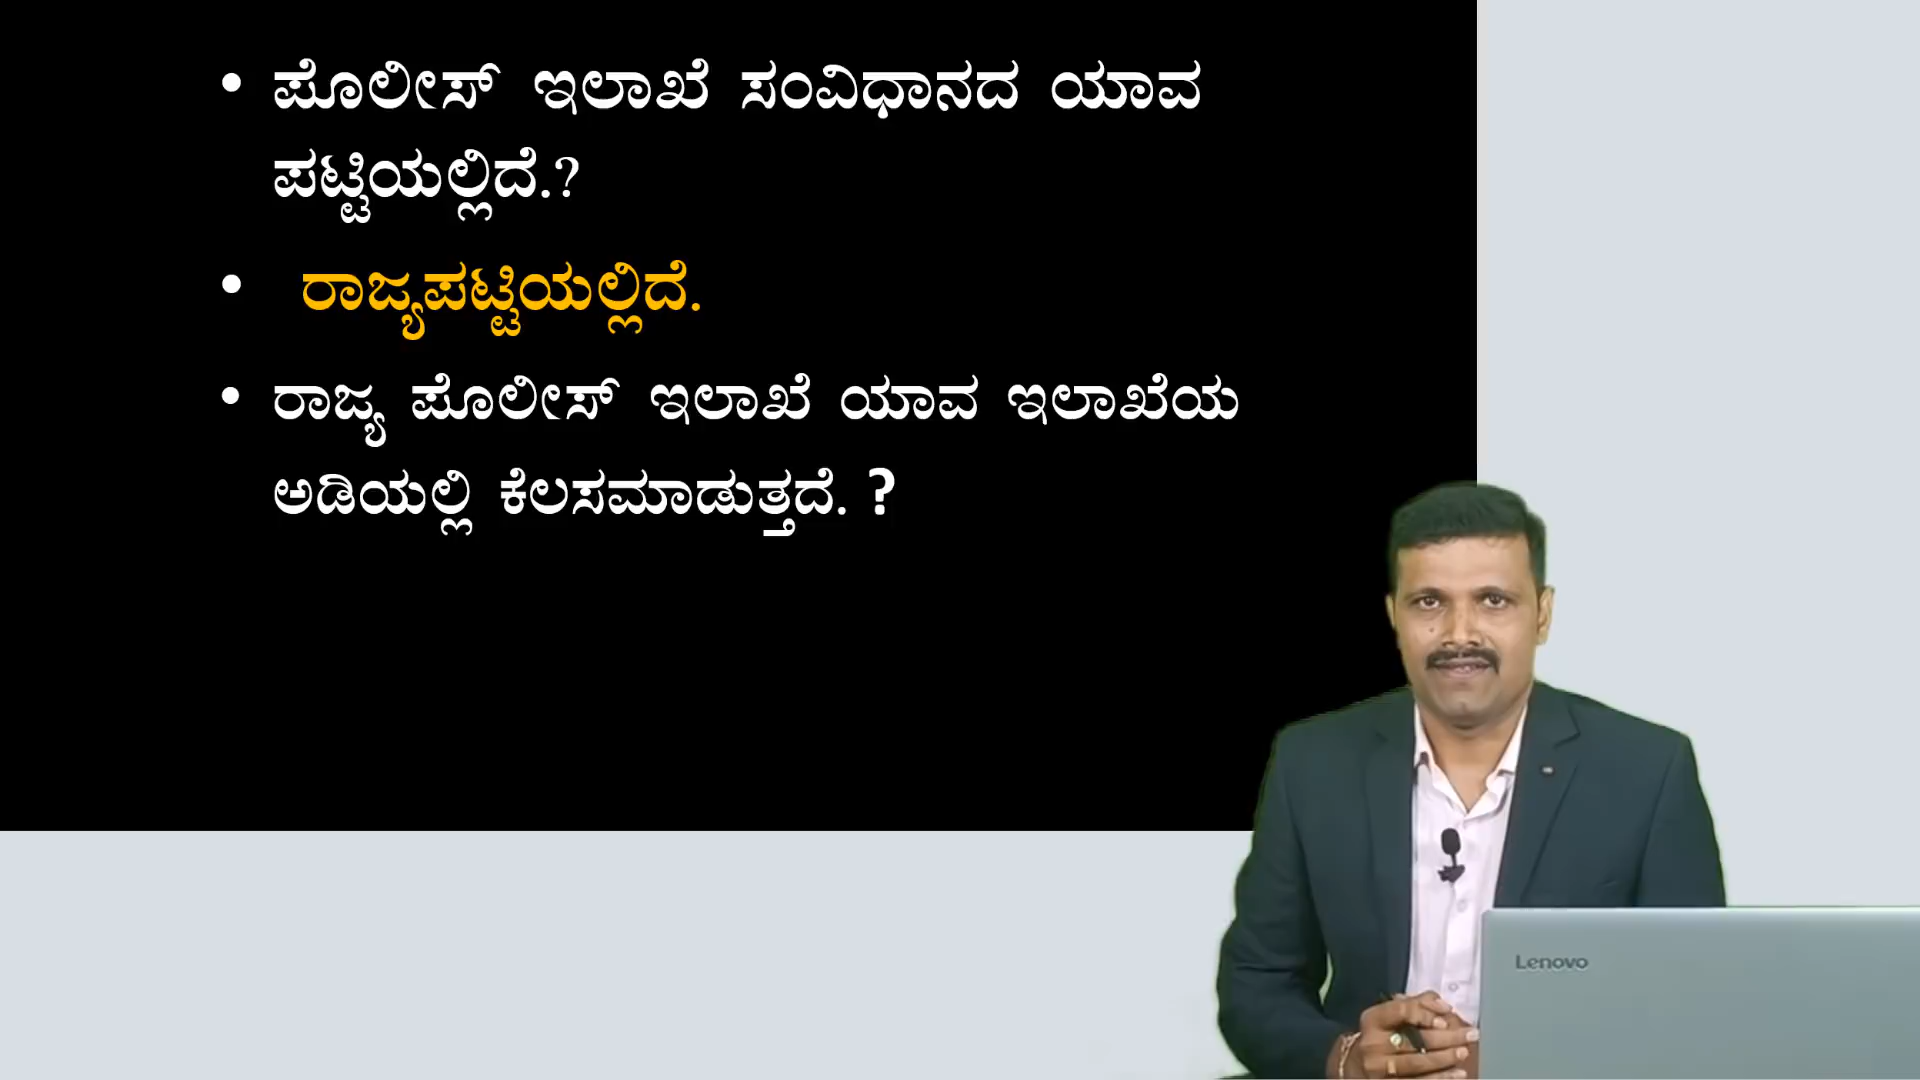 • ಪೊಲೀಸ್ ಇಲಾಖೆ ಸಂವಿಧಾನದ ಯಾವ
ಪಟ್ಟಿಯಲ್ಲಿದೆ.?
• ರಾಜ್ಯಪಟ್ಟಿಯಲ್ಲಿದೆ.
• ರಾಜ್ಯ ಪೊಲೀಸ್ ಇಲಾಖೆ ಯಾವ ಇಲಾಖೆಯ
ಅಡಿಯಲ್ಲಿ ಕೆಲಸಮಾಡುತ್ತದೆ. ?
Lenovo